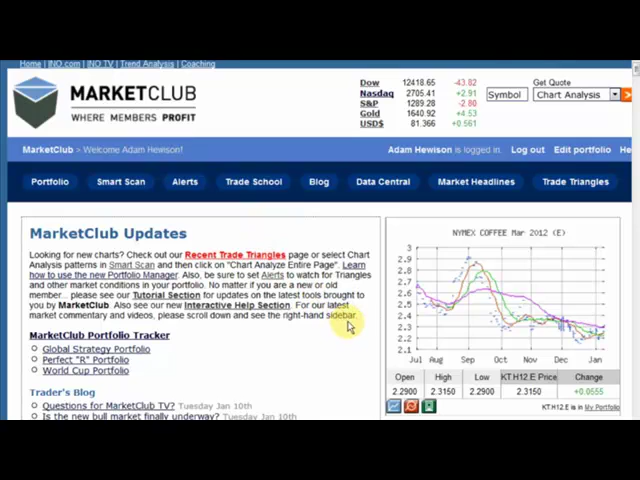 Home | INO.com | INO TV | Trend Analysis | Coaching
MARKETCLUB
WHERE MEMBERS PROFIT
Dow 12418.65 -43.82
Nasdaq 2705.41 +2.91
S&P 1289.28 -2.80
Gold 1640.92 +4.53
USD$ 81.366 +0.561
Get Quote
Symbol Chart Analysis
MarketClub > Welcome Adam Hewison!
Adam Hewison is logged in. Log out Edit portfolio He
Portfolio Smart Scan Alerts Trade School Blog Data Central Market Headlines Trade Triangles
MarketClub Updates
Looking for new charts? Check out our Recent Trade Triangles page or select Chart
Analysis patterns in Smart Scan and then click on "Chart Analyze Entire Page". Learn
how to use the new Portfolio Manager. Also, be sure to set Alerts to watch for Triangles
and other market conditions in your portfolio. No matter if you are a new or old
member... please see our Tutorial Section for updates on the latest tools brought to
you by MarketClub. Also see our new Interactive Help Section. For our latest
market commentary and videos, please scroll down and see the right-hand sidebar.
MarketClub Portfolio Tracker
Global Strategy Portfolio
Perfect "R" Portfolio
World Cup Portfolio
Trader's Blog
Questions for MarketClub TV? Tuesday Jan 10th
Is the new bull market finally underway? Tuesday Jan 10th
NYMEX COFFEE Mar 2012 (E)
3
2.9
2.8
2.7
2.6
2.5
2.4
2.3
2.2
2.1
Jul Aug Sep Oct Nov Dec Jan
Open High Low KT.H12.E Price Change
2.2900 2.3150 2.2900 2.3150 +0.0555
KT.H12.E is in My Portfolio